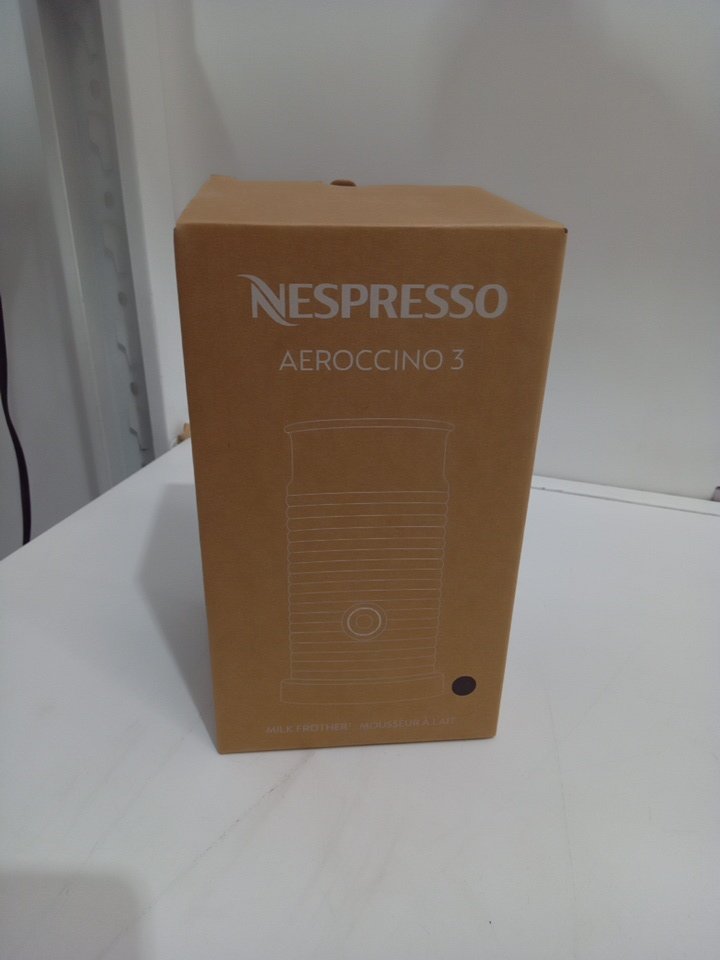 NESPRESSO
AEROCCINO 3
MILK FROTHER · MOUSSEUR À LAIT